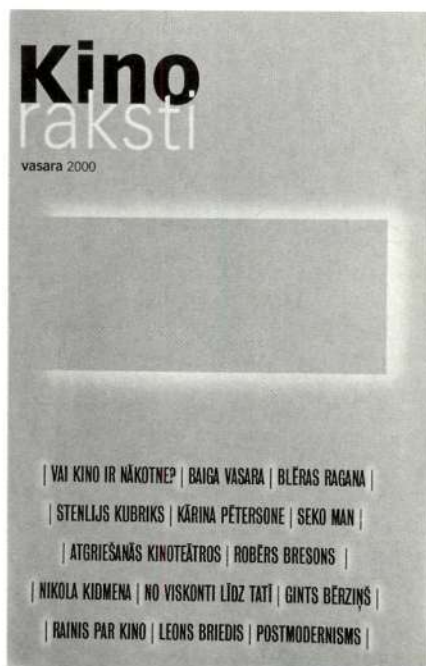 Kino
raksti
vasara 2000
| VAI KINO IR NĀKOTNE? | BAIGA VASARA | BLĒRAS RAGANA |
| STENLIJS KUBRIKS | KĀRINA PĒTERSONE | SEKO MAN |
| ATGRIEŠANĀS KINOTEĀTROS | ROBĒRS BRESONS |
| NIKOLA KIDMENA | NO VISKONTI LĪDZ TATĪ | GINTS BĒRZIŅŠ |
| RAINIS PAR KINO | LEONS BRIEDIS | POSTMODERNISMS |